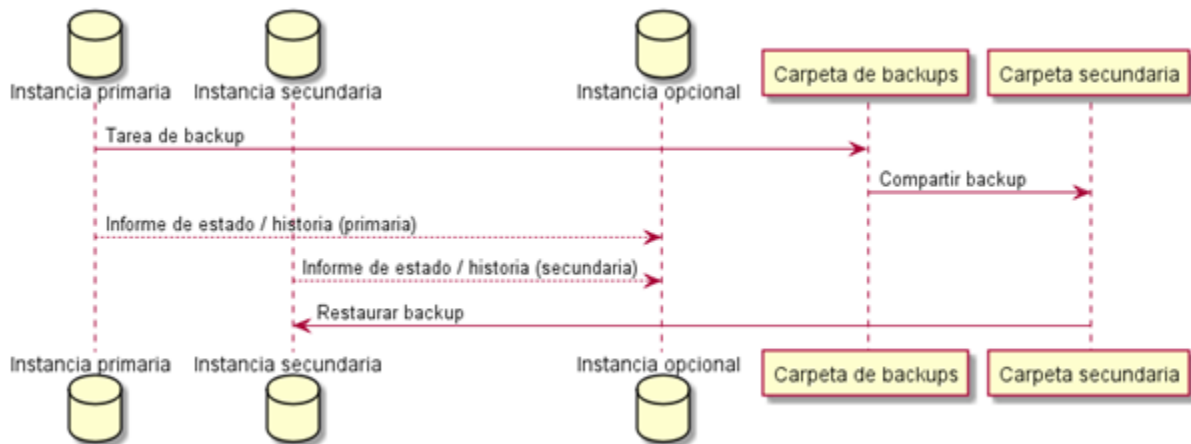 Instancia primaria
Instancia secundaria
Instancia opcional
Carpeta de backups
Carpeta secundaria
Tarea de backup
Compartir backup
Informe de estado / historia (primaria)
Informe de estado / historia (secundaria)
Restaurar backup
Instancia primaria
Instancia secundaria
Instancia opcional
Carpeta de backups
Carpeta secundaria